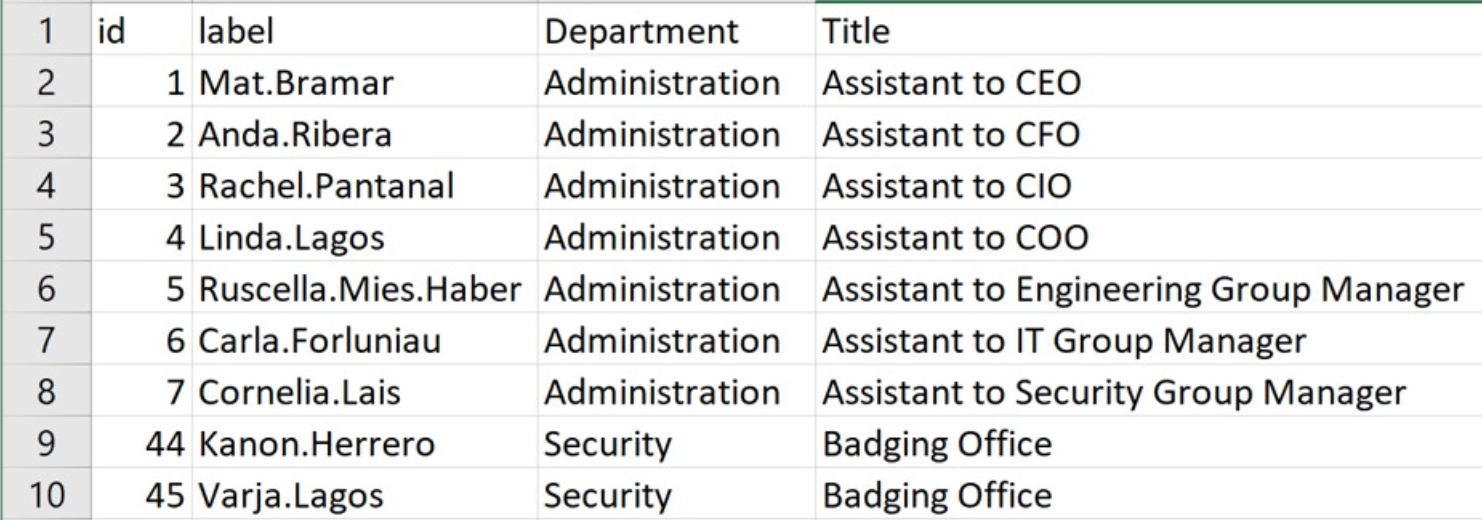 1 id label Department Title
2 1 Mat.Bramar Administration Assistant to CEO
3 2 Anda.Ribera Administration Assistant to CFO
4 3 Rachel.Pantanal Administration Assistant to CIO
5 4 Linda.Lagos Administration Assistant to COO
6 5 Ruscella.Mies.Haber Administration Assistant to Engineering Group Manager
7 6 Carla.Forluniau Administration Assistant to IT Group Manager
8 7 Cornelia.Lais Administration Assistant to Security Group Manager
9 44 Kanon.Herrero Security Badging Office
10 45 Varja.Lagos Security Badging Office